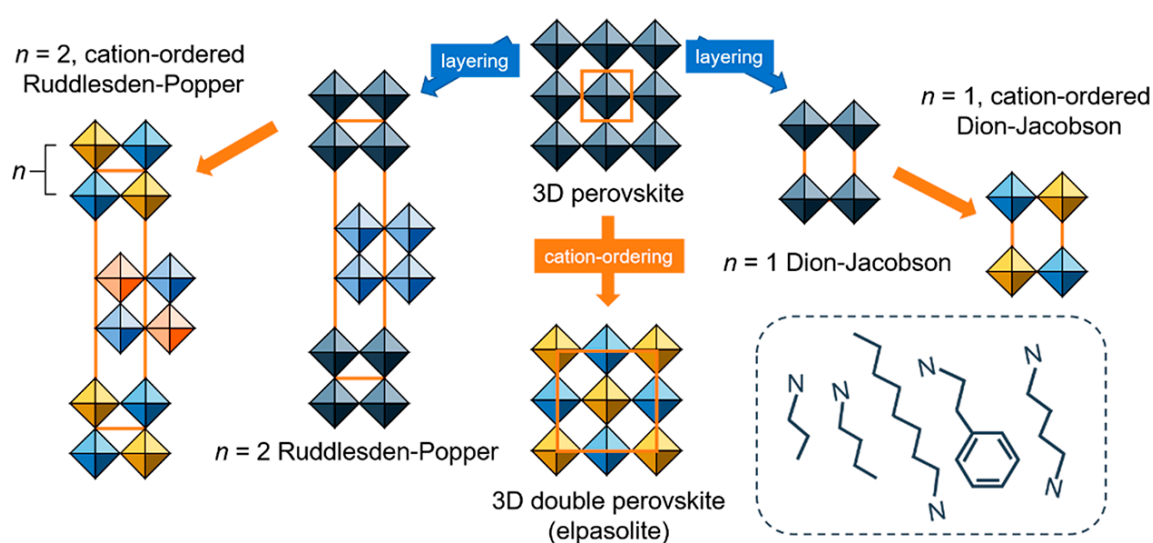 n = 2, cation-ordered
Ruddlesden-Popper
n
layering
layering
3D perovskite
n = 1, cation-ordered
Dion-Jacobson
cation-ordering
n = 1 Dion-Jacobson
n = 2 Ruddlesden-Popper
3D double perovskite
(elpasolite)
N
N
N
N
N
N